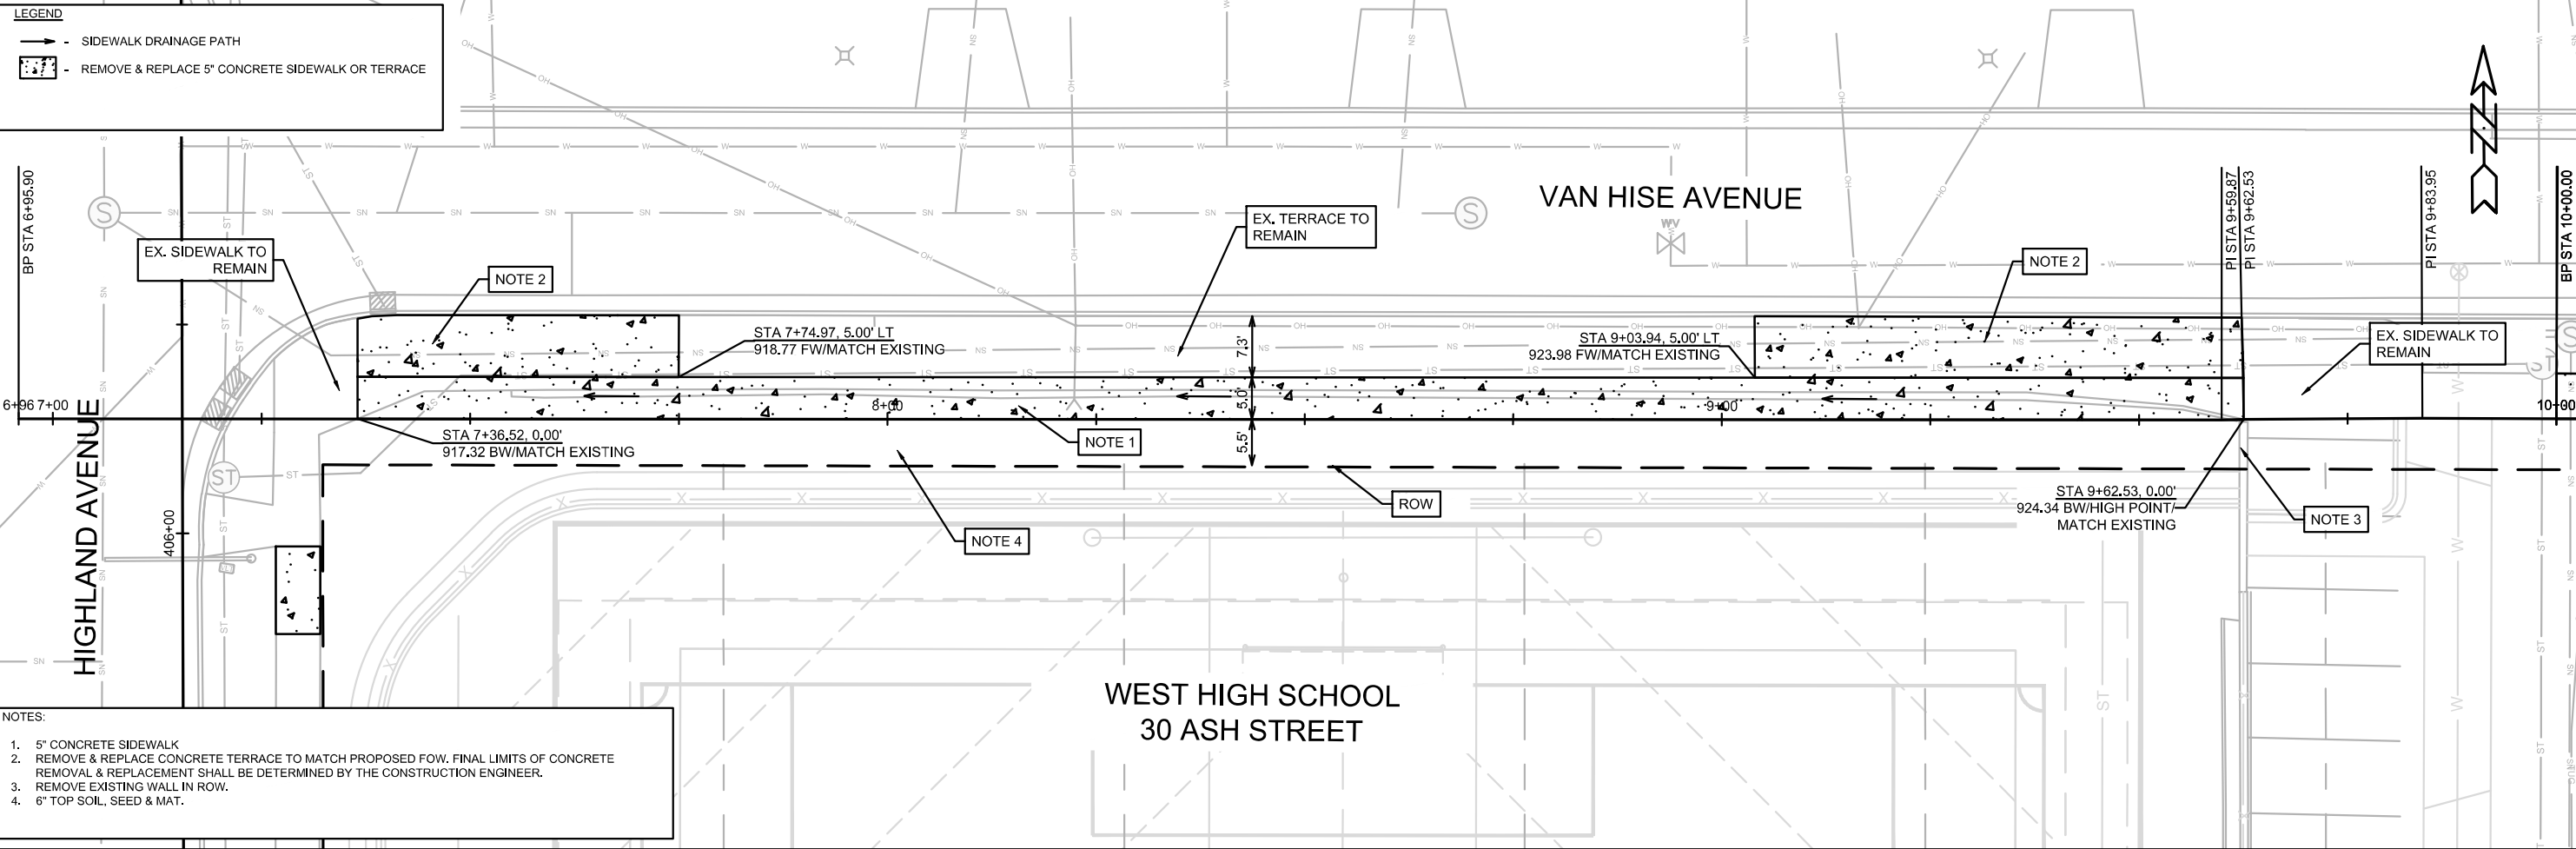 LEGEND
- SIDEWALK DRAINAGE PATH
- REMOVE & REPLACE 5" CONCRETE SIDEWALK OR TERRACE
BP STA 6+95.90
EX. SIDEWALK TO
REMAIN
NOTE 2
EX. TERRACE TO
REMAIN
VAN HISE AVENUE
WV
NOTE 2
PI STA 9+59.87
PI STA 9+62.53
PI STA 9+83.95
BP STA 10+00.00
STA 7+74.97, 5.00' LT
918.77 FW/MATCH EXISTING
7.3'
STA 9+03.94, 5.00' LT
923.98 FW/MATCH EXISTING
EX. SIDEWALK TO
REMAIN
6+96 7+00
8+00
5.0'
9+00
10+00
STA 7+36.52, 0.00'
917.32 BW/MATCH EXISTING
NOTE 1
5.5'
ROW
NOTE 4
STA 9+62.53, 0.00'
924.34 BW/HIGH POINT/
MATCH EXISTING
NOTE 3
406+00
HIGHLAND AVENUE
WEST HIGH SCHOOL
30 ASH STREET
NOTES:
1. 5" CONCRETE SIDEWALK
2. REMOVE & REPLACE CONCRETE TERRACE TO MATCH PROPOSED FOW. FINAL LIMITS OF CONCRETE
REMOVAL & REPLACEMENT SHALL BE DETERMINED BY THE CONSTRUCTION ENGINEER.
3. REMOVE EXISTING WALL IN ROW.
4. 6" TOP SOIL, SEED & MAT.